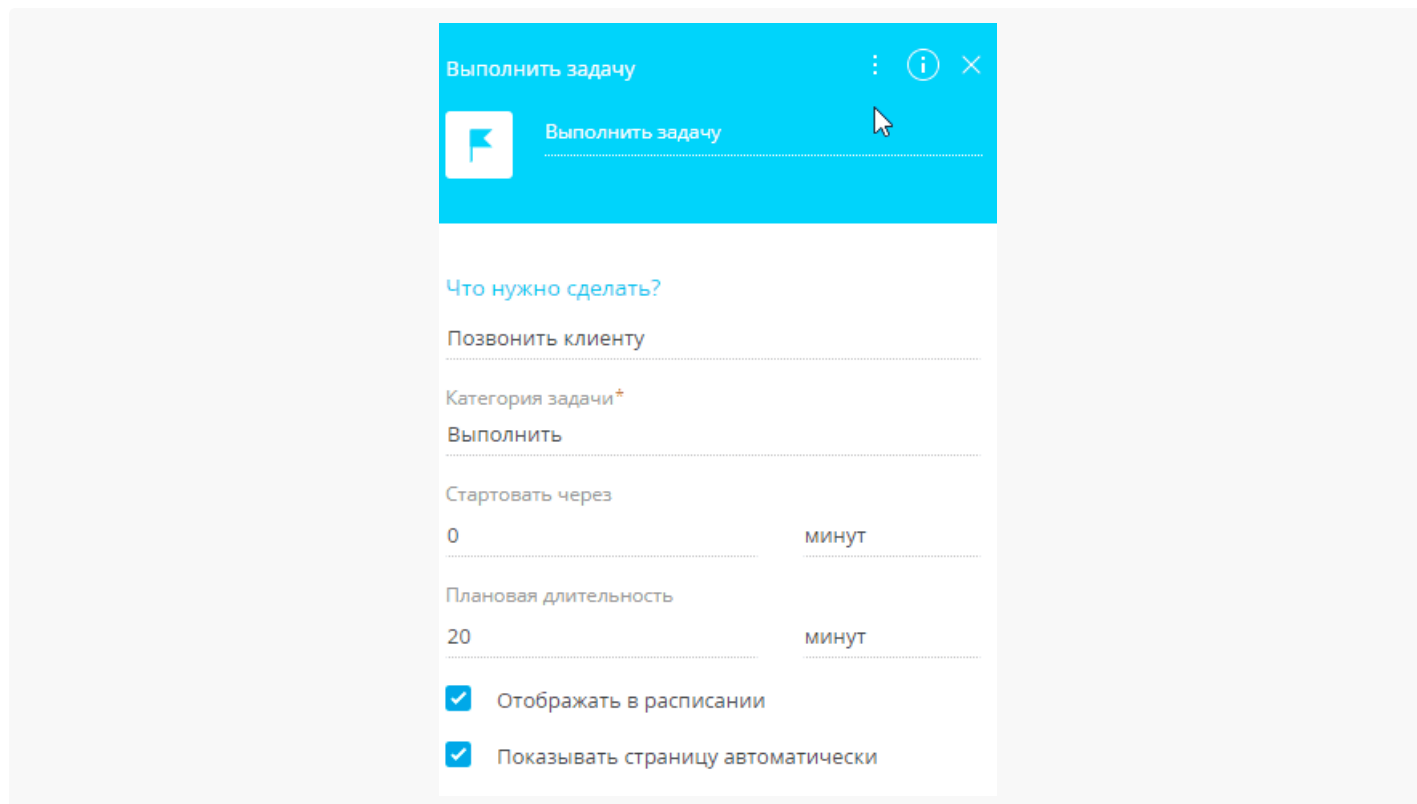 Выполнить задачу
Выполнить задачу
Что нужно сделать?
Позвонить клиенту
Категория задачи*
Выполнить
Стартовать через
0 минут
Плановая длительность
20 минут
Отображать в расписании
Показывать страницу автоматически